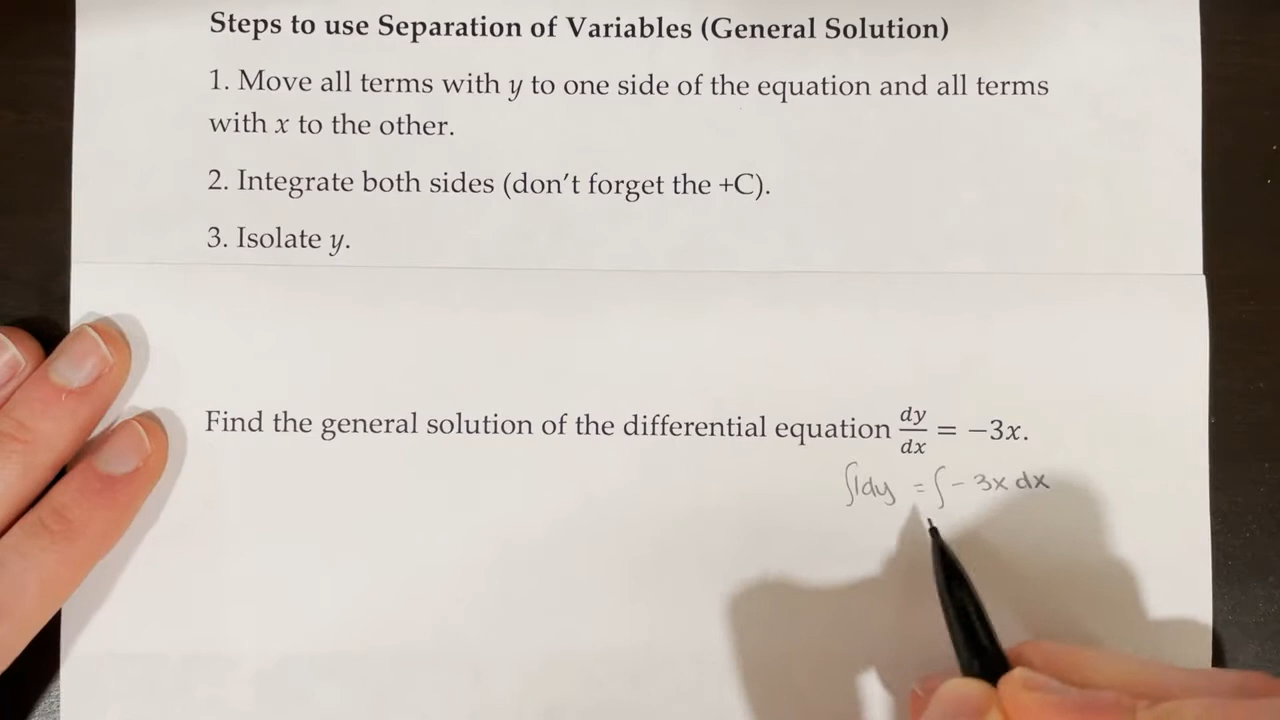 Steps to use Separation of Variables (General Solution)
1. Move all terms with y to one side of the equation and all terms
with x to the other.
2. Integrate both sides (don't forget the +C).
3. Isolate y.
Find the general solution of the differential equation dy/dx = −3x.
∫1dy = ∫-3x dx